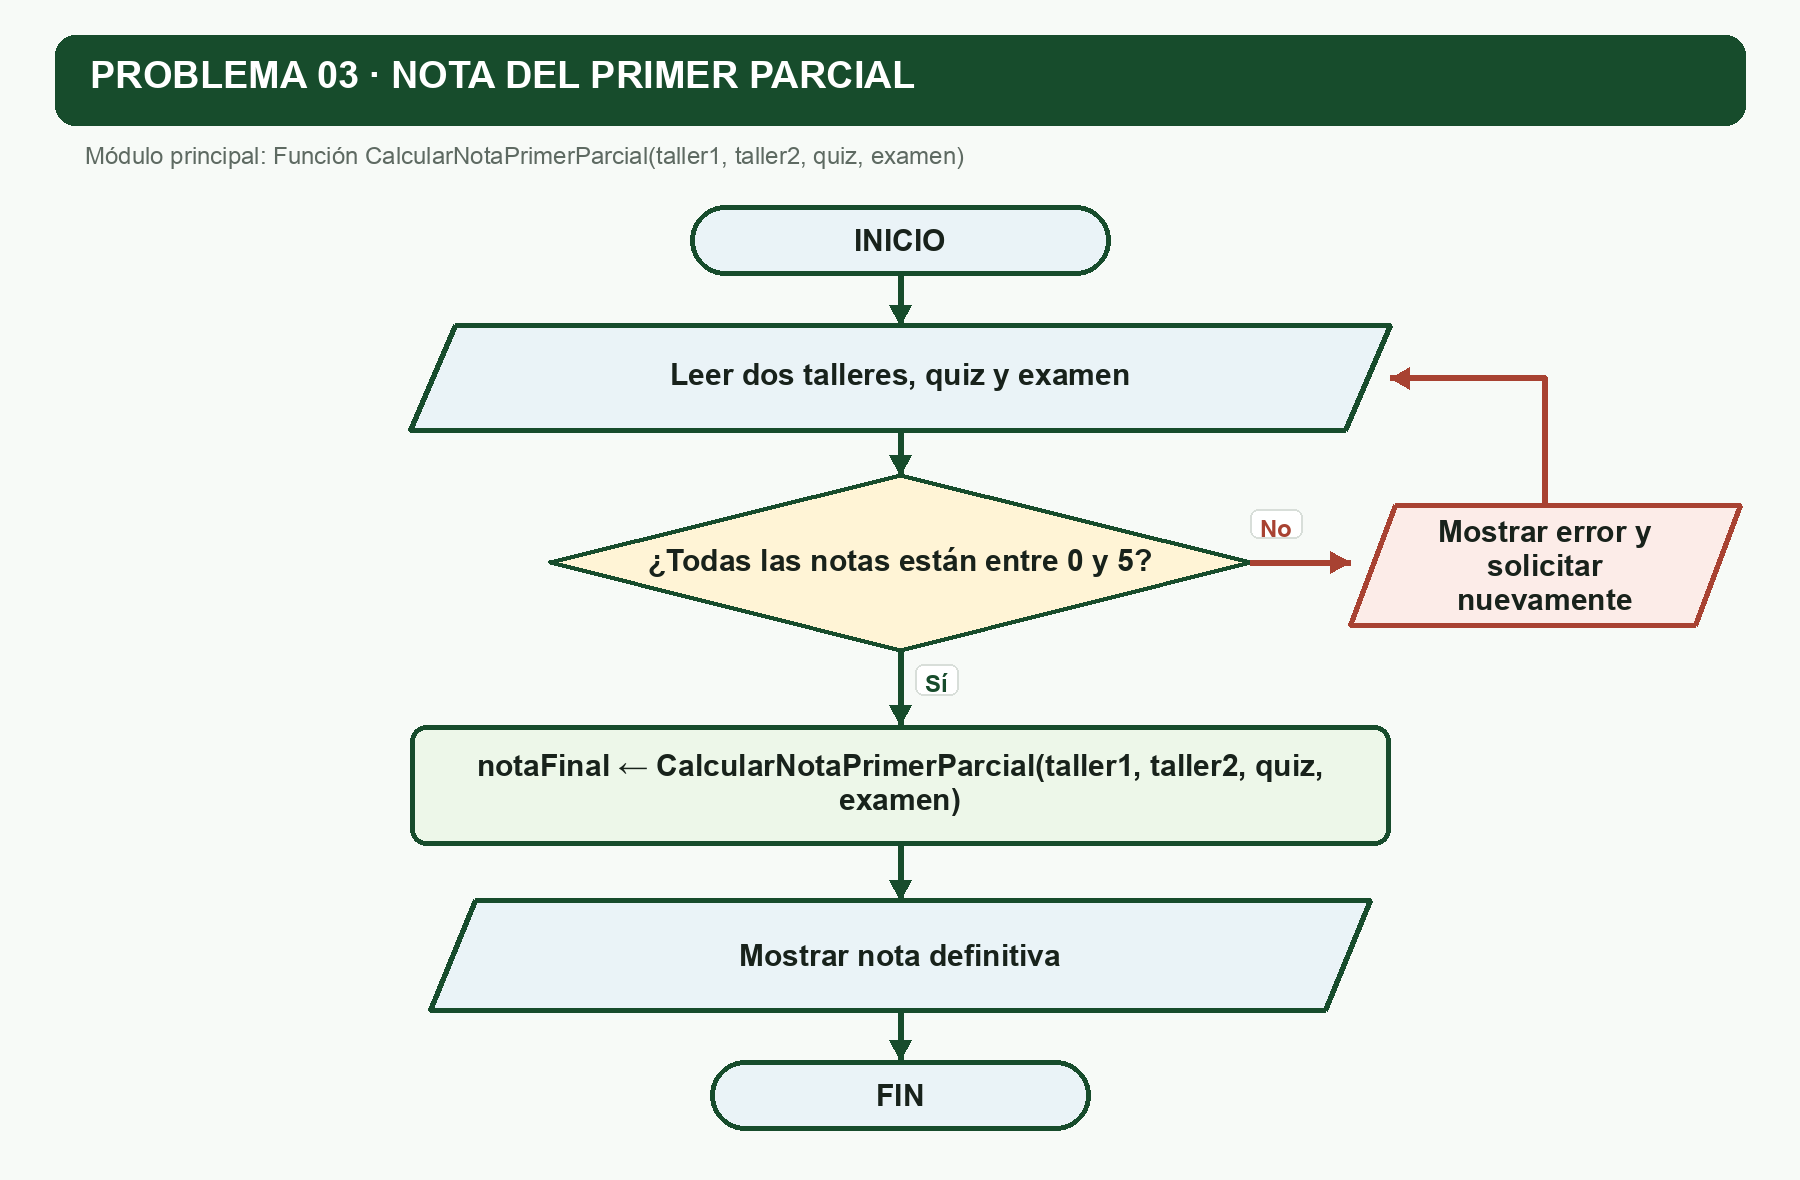 PROBLEMA 03 · NOTA DEL PRIMER PARCIAL
Módulo principal: Función CalcularNotaPrimerParcial(taller1, taller2, quiz, examen)
INICIO
Leer dos talleres, quiz y examen
¿Todas las notas están entre 0 y 5?
No
Mostrar error y
solicitar
nuevamente
Sí
notaFinal ← CalcularNotaPrimerParcial(taller1, taller2, quiz,
examen)
Mostrar nota definitiva
FIN